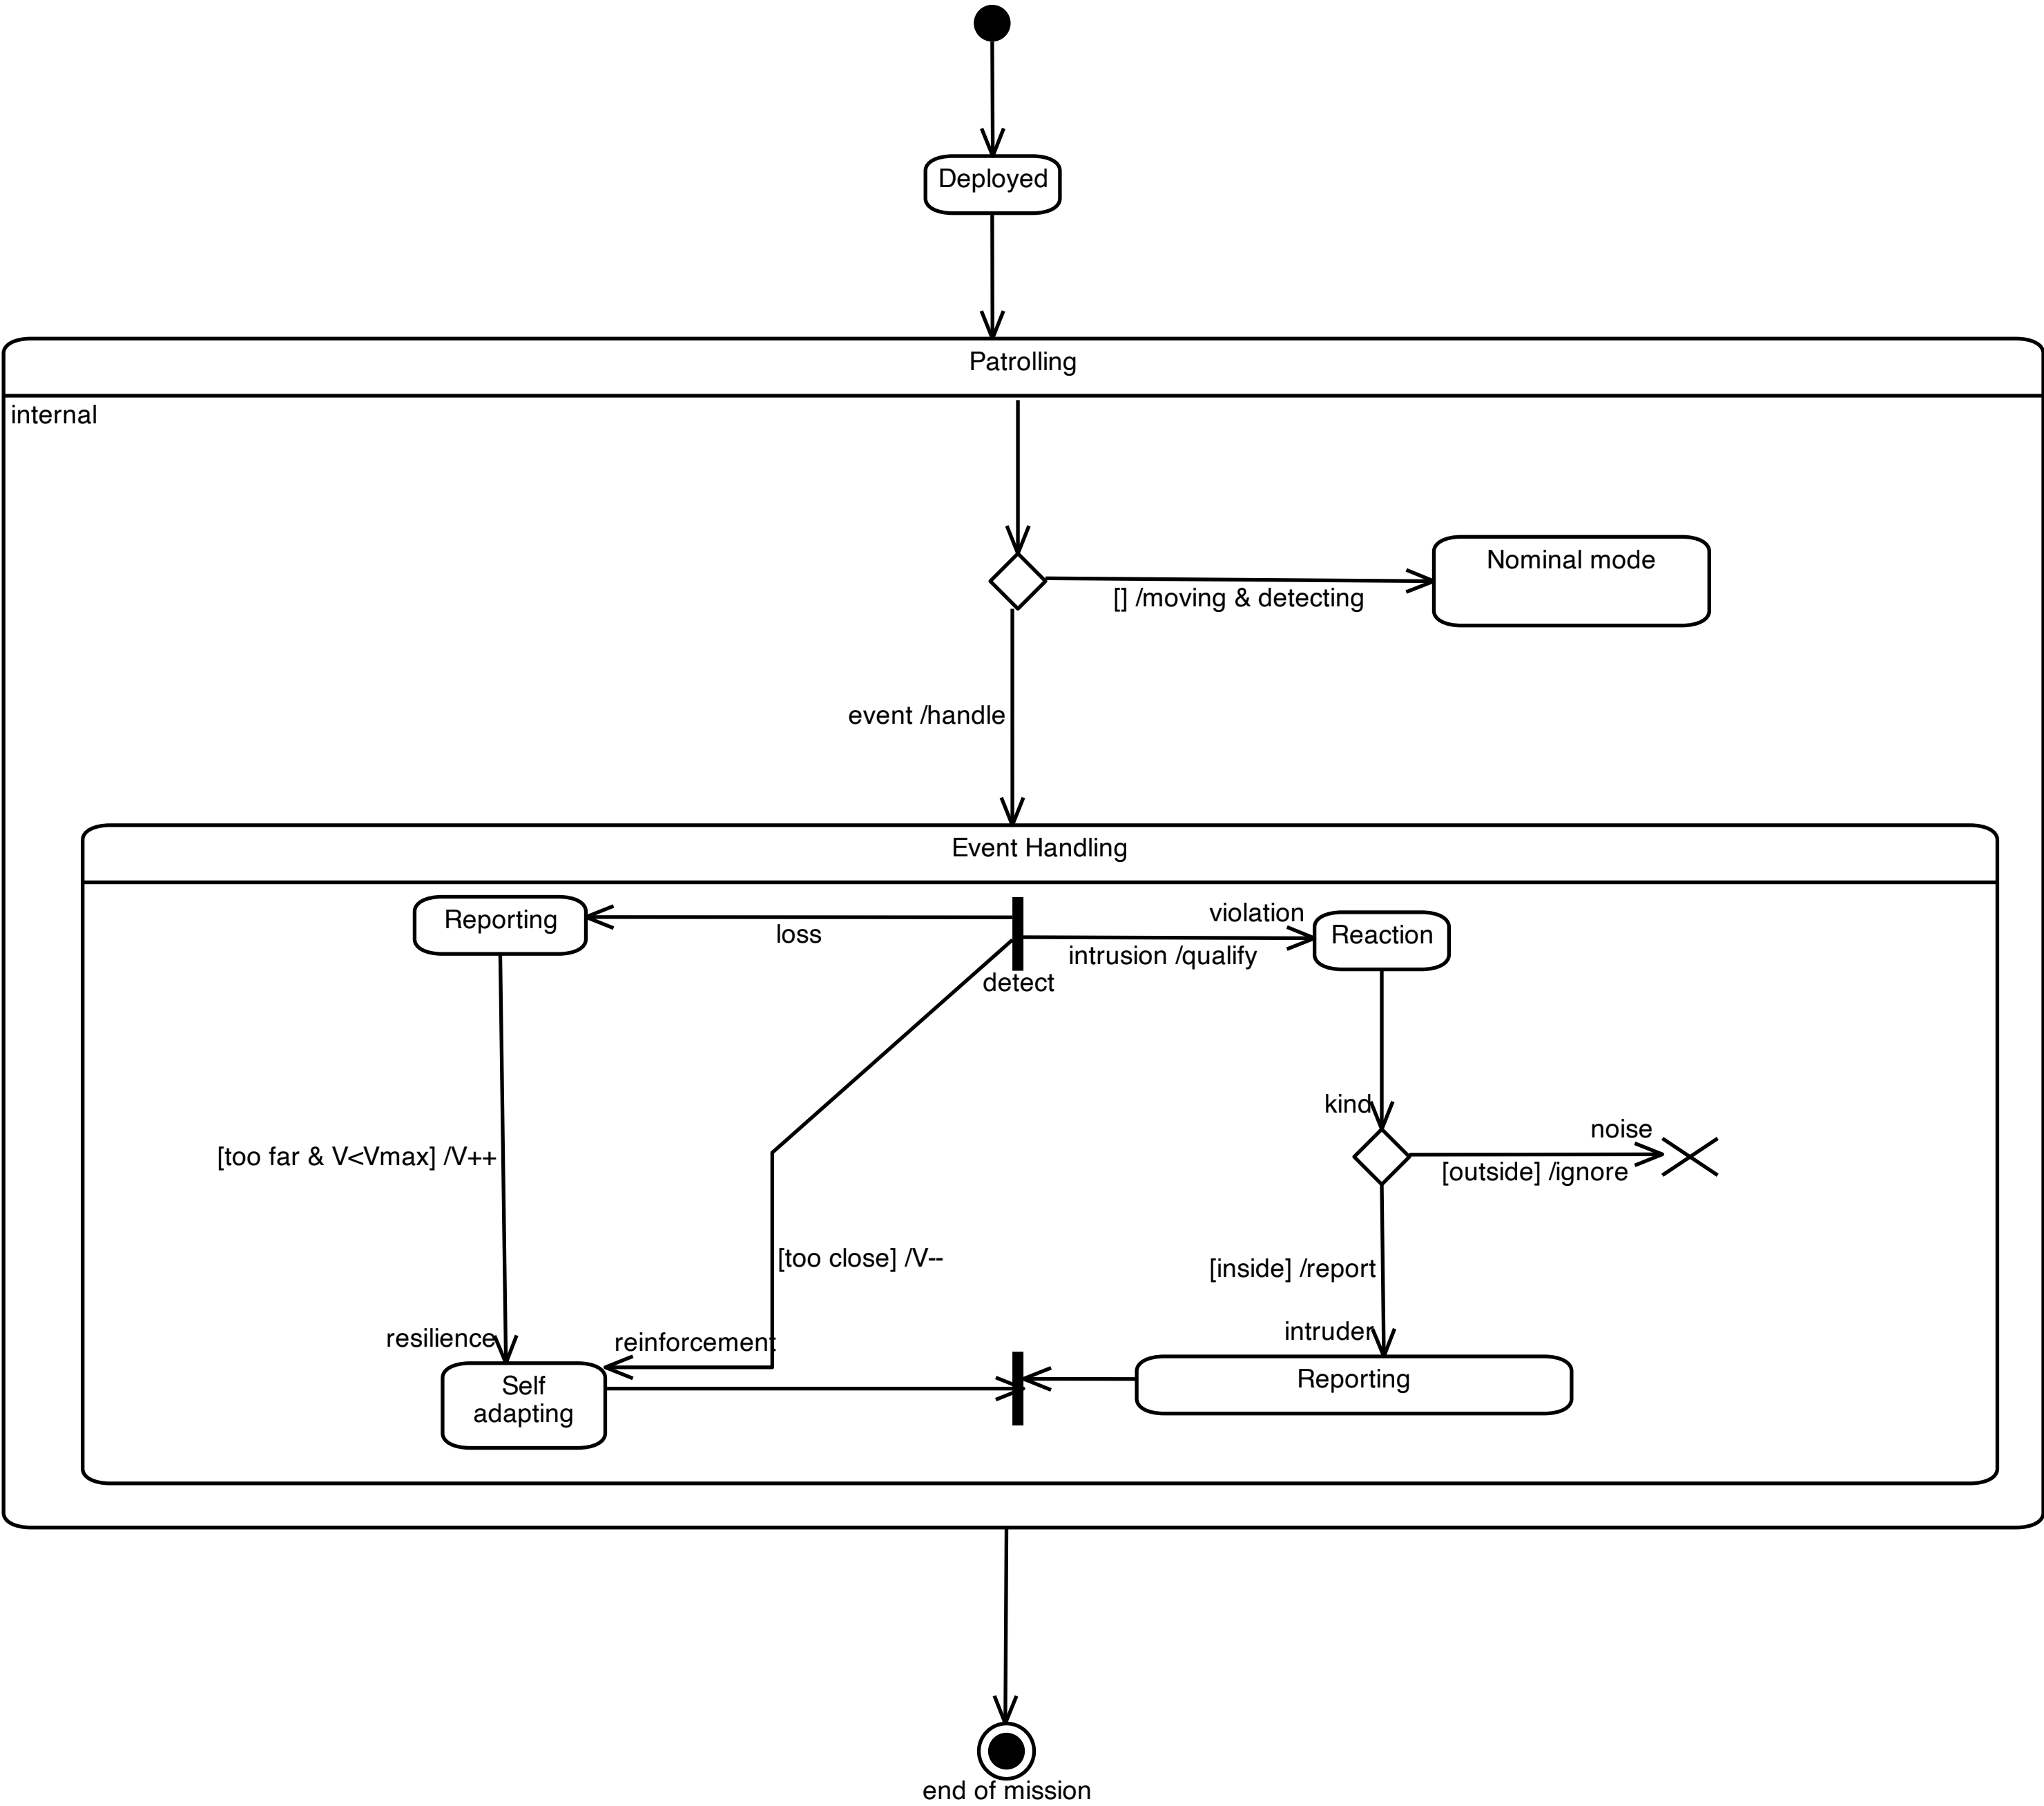 Deployed
Patrolling
internal
Nominal mode
[] /moving & detecting
event /handle
Event Handling
Reporting
loss
violation
Reaction
intrusion /qualify
detect
kind
noise
[too far & V<Vmax] /V++
[outside] /ignore
[too close] /V--
[inside] /report
resilience
reinforcement
intruder
Self
adapting
Reporting
end of mission